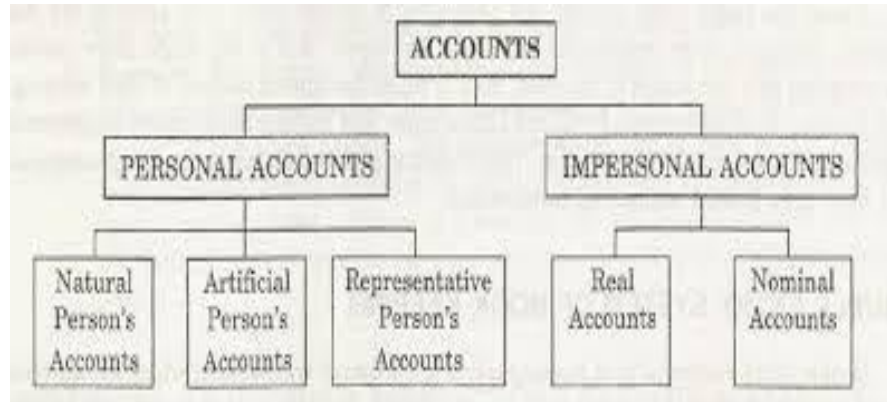 ACCOUNTS
PERSONAL ACCOUNTS
IMPERSONAL ACCOUNTS
Natural
Person's
Accounts
Artificial
Person's
Accounts
Representative
Person's
Accounts
Real
Accounts
Nominal
Accounts